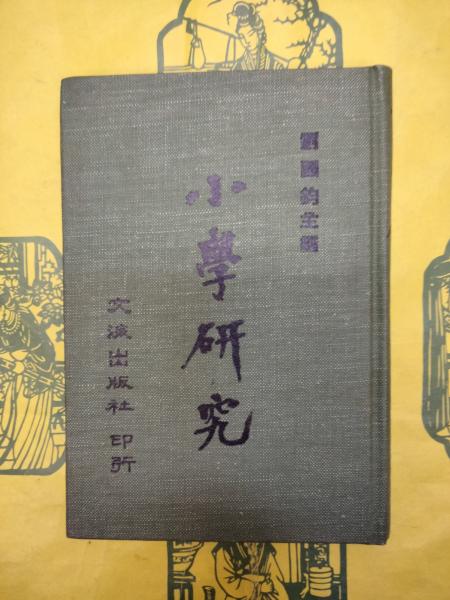 劉國鈞主編
小學研究
文海出版社 印行